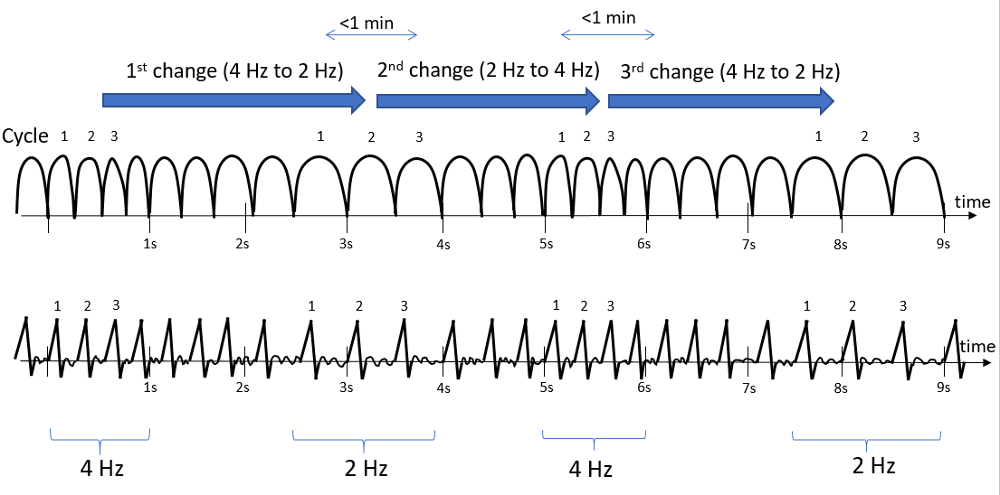 <1 min
<1 min
1st change (4 Hz to 2 Hz)
2nd change (2 Hz to 4 Hz)
3rd change (4 Hz to 2 Hz)
Cycle 1 2 3 1 2 3 1 2 3 1 2 3
time
1s 2s 3s 4s 5s 6s 7s 8s 9s
1 2 3 1 2 3 1 2 3 1 2 3
time
1s 2s 3s 4s 5s 6s 7s 8s 9s
4 Hz 2 Hz 4 Hz 2 Hz